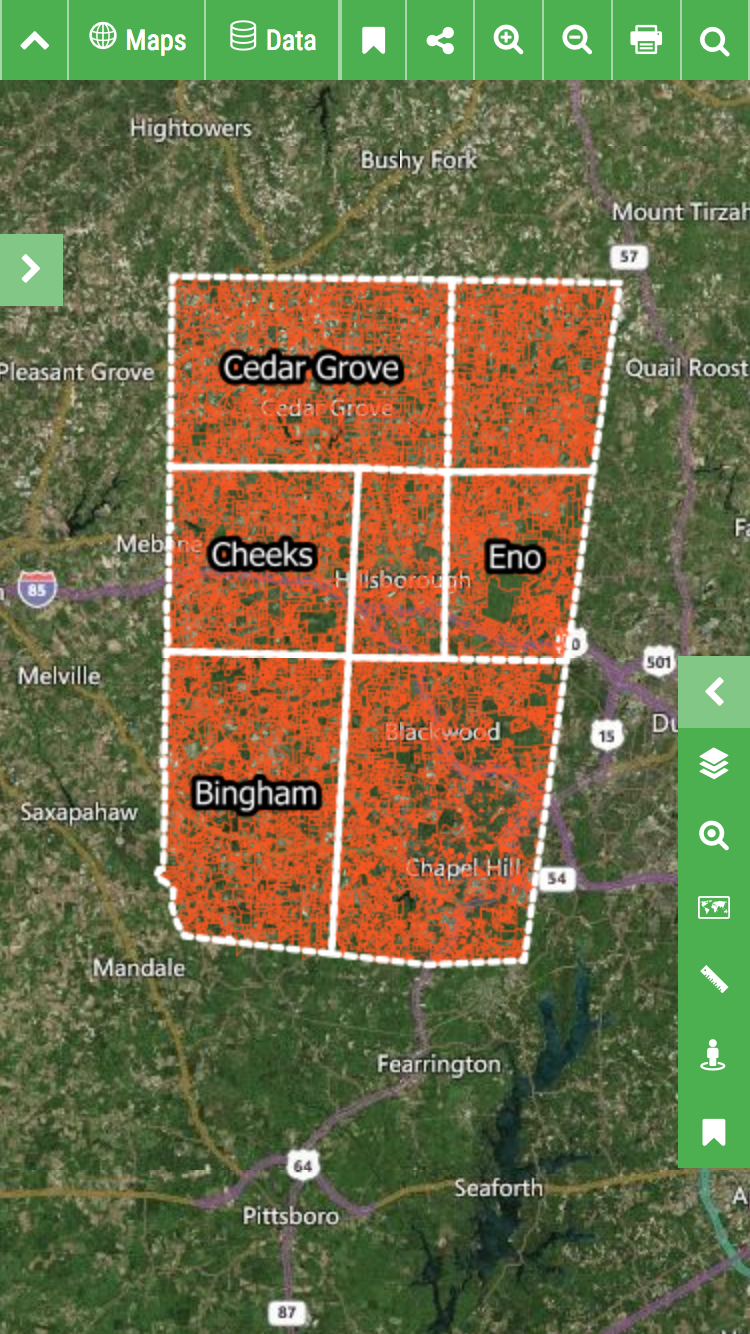 Maps
Data
Hightowers
Bushy Fork
Mount Tirzah
57
Pleasant Grove
Cedar Grove
Quail Roost
Cedar Grove
Mebane
Cheeks
Eno
Hillsborough
85
0
501
Melville
15
Du
Blackwood
Bingham
Saxapahaw
Chapel Hill
54
Mandale
Fearrington
64
Seaforth
A
Pittsboro
87